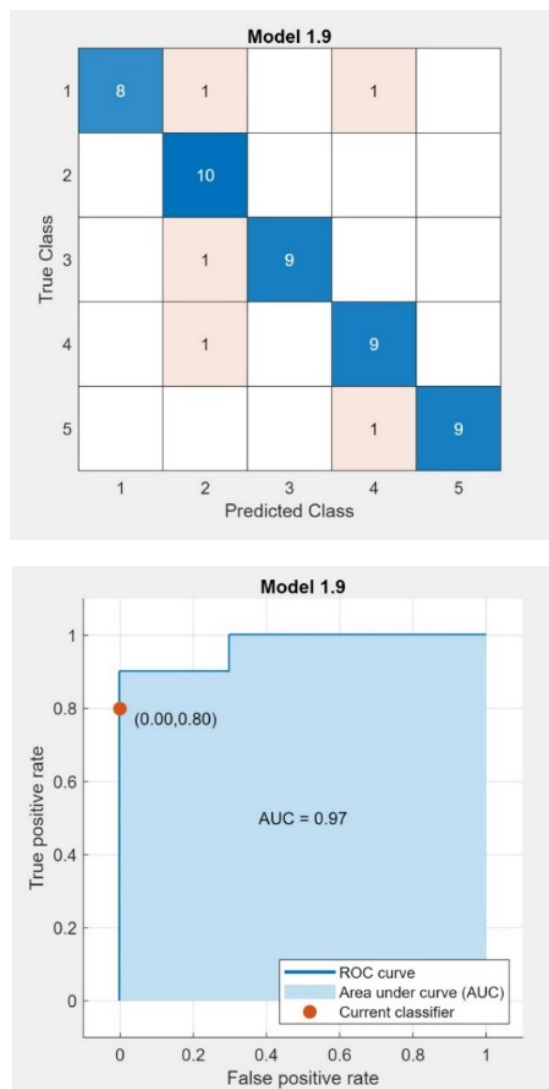 Model 1.9
1 8 1 1
2 10
3 1 9
4 1 9
5 1 9
True Class
1 2 3 4 5
Predicted Class
Model 1.9
1
0.8
(0.00,0.80)
0.6
AUC = 0.97
0.4
0.2
0
True positive rate
ROC curve
Area under curve (AUC)
Current classifier
0 0.2 0.4 0.6 0.8 1
False positive rate